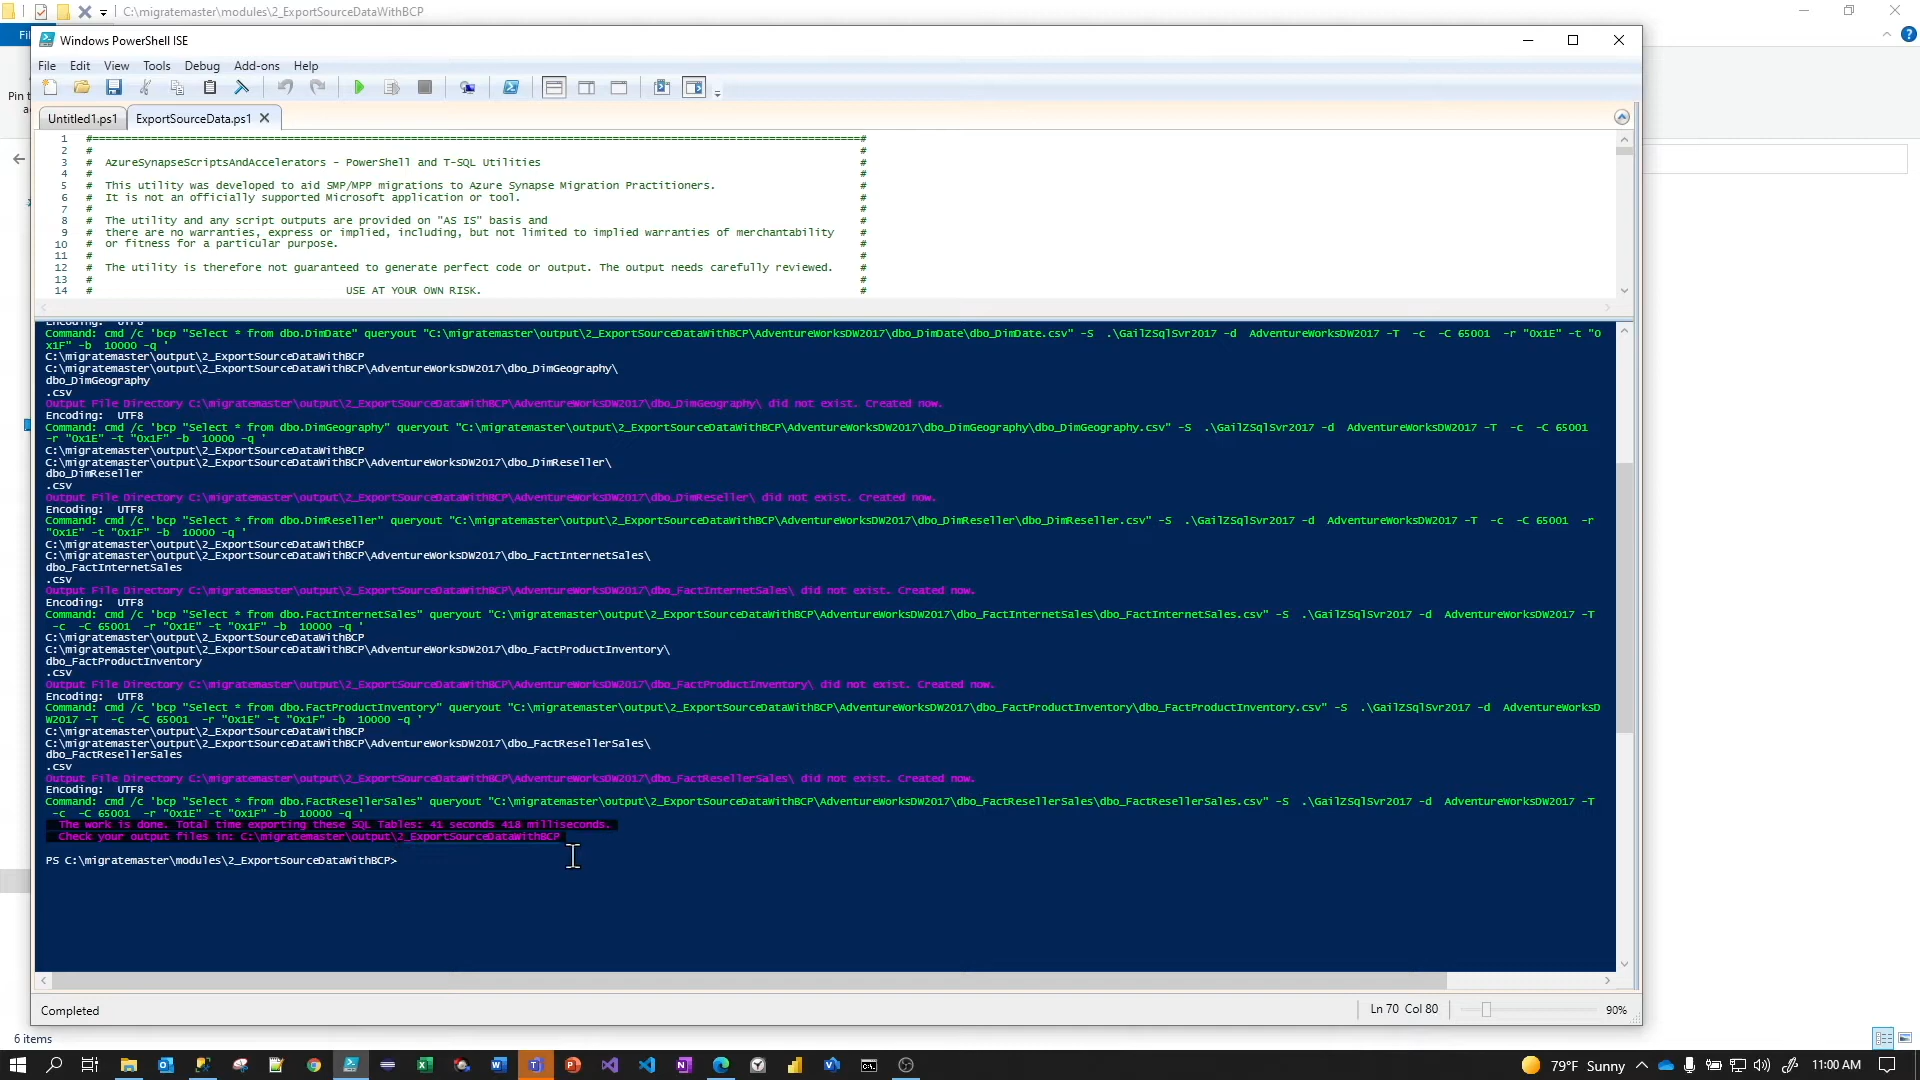 C:\migratemaster\modules\2_ExportSourceDataWithBCP
Windows PowerShell ISE
File Edit View Tools Debug Add-ons Help
Untitled1.ps1 ExportSourceData.ps1
1 #
2 # #
3 # AzureSynapseScriptsAndAccelerators - PowerShell and T-SQL Utilities #
4 # #
5 # This utility was developed to aid SMP/MPP migrations to Azure Synapse Migration Practitioners. #
6 # It is not an officially supported Microsoft application or tool. #
7 # #
8 # The utility and any script outputs are provided on "AS IS" basis and #
9 # there are no warranties, express or implied, including, but not limited to implied warranties of merchantability #
10 # or fitness for a particular purpose. #
11 # #
12 # The utility is therefore not guaranteed to generate perfect code or output. The output needs carefully reviewed. #
13 # #
14 # USE AT YOUR OWN RISK. #
Encoding: UTF8
Command: cmd /c 'bcp "Select * from dbo.DimDate" queryout "C:\migratemaster\output\2_ExportSourceDataWithBCP\AdventureWorksDW2017\dbo_DimDate\dbo_DimDate.csv" -S .\GailZSqlSvr2017 -d AdventureWorksDW2017 -T -c -C 65001 -r "0x1E" -t "0
x1F" -b 10000 -q '
C:\migratemaster\output\2_ExportSourceDataWithBCP
C:\migratemaster\output\2_ExportSourceDataWithBCP\AdventureWorksDW2017\dbo_DimGeography\
dbo_DimGeography
.csv
Output File Directory C:\migratemaster\output\2_ExportSourceDataWithBCP\AdventureWorksDW2017\dbo_DimGeography\ did not exist. Created now.
Encoding: UTF8
Command: cmd /c 'bcp "Select * from dbo.DimGeography" queryout "C:\migratemaster\output\2_ExportSourceDataWithBCP\AdventureWorksDW2017\dbo_DimGeography\dbo_DimGeography.csv" -S .\GailZSqlSvr2017 -d AdventureWorksDW2017 -T -c -C 65001
-r "0x1E" -t "0x1F" -b 10000 -q '
C:\migratemaster\output\2_ExportSourceDataWithBCP
C:\migratemaster\output\2_ExportSourceDataWithBCP\AdventureWorksDW2017\dbo_DimReseller\
dbo_DimReseller
.csv
Output File Directory C:\migratemaster\output\2_ExportSourceDataWithBCP\AdventureWorksDW2017\dbo_DimReseller\ did not exist. Created now.
Encoding: UTF8
Command: cmd /c 'bcp "Select * from dbo.DimReseller" queryout "C:\migratemaster\output\2_ExportSourceDataWithBCP\AdventureWorksDW2017\dbo_DimReseller\dbo_DimReseller.csv" -S .\GailZSqlSvr2017 -d AdventureWorksDW2017 -T -c -C 65001 -r
"0x1E" -t "0x1F" -b 10000 -q '
C:\migratemaster\output\2_ExportSourceDataWithBCP
C:\migratemaster\output\2_ExportSourceDataWithBCP\AdventureWorksDW2017\dbo_FactInternetSales\
dbo_FactInternetSales
.csv
Output File Directory C:\migratemaster\output\2_ExportSourceDataWithBCP\AdventureWorksDW2017\dbo_FactInternetSales\ did not exist. Created now.
Encoding: UTF8
Command: cmd /c 'bcp "Select * from dbo.FactInternetSales" queryout "C:\migratemaster\output\2_ExportSourceDataWithBCP\AdventureWorksDW2017\dbo_FactInternetSales\dbo_FactInternetSales.csv" -S .\GailZSqlSvr2017 -d AdventureWorksDW2017 -T
-c -C 65001 -r "0x1E" -t "0x1F" -b 10000 -q '
C:\migratemaster\output\2_ExportSourceDataWithBCP
C:\migratemaster\output\2_ExportSourceDataWithBCP\AdventureWorksDW2017\dbo_FactProductInventory\
dbo_FactProductInventory
.csv
Output File Directory C:\migratemaster\output\2_ExportSourceDataWithBCP\AdventureWorksDW2017\dbo_FactProductInventory\ did not exist. Created now.
Encoding: UTF8
Command: cmd /c 'bcp "Select * from dbo.FactProductInventory" queryout "C:\migratemaster\output\2_ExportSourceDataWithBCP\AdventureWorksDW2017\dbo_FactProductInventory\dbo_FactProductInventory.csv" -S .\GailZSqlSvr2017 -d AdventureWorksD
W2017 -T -c -C 65001 -r "0x1E" -t "0x1F" -b 10000 -q '
C:\migratemaster\output\2_ExportSourceDataWithBCP
C:\migratemaster\output\2_ExportSourceDataWithBCP\AdventureWorksDW2017\dbo_FactResellerSales\
dbo_FactResellerSales
.csv
Output File Directory C:\migratemaster\output\2_ExportSourceDataWithBCP\AdventureWorksDW2017\dbo_FactResellerSales\ did not exist. Created now.
Encoding: UTF8
Command: cmd /c 'bcp "Select * from dbo.FactResellerSales" queryout "C:\migratemaster\output\2_ExportSourceDataWithBCP\AdventureWorksDW2017\dbo_FactResellerSales\dbo_FactResellerSales.csv" -S .\GailZSqlSvr2017 -d AdventureWorksDW2017 -T
-c -C 65001 -r "0x1E" -t "0x1F" -b 10000 -q '
The work is done. Total time exporting these SQL Tables: 41 seconds 418 milliseconds.
Check your output files in: C:\migratemaster\output\2_ExportSourceDataWithBCP
PS C:\migratemaster\modules\2_ExportSourceDataWithBCP>
Completed Ln 70 Col 80 90%
6 items
79°F Sunny 11:00 AM